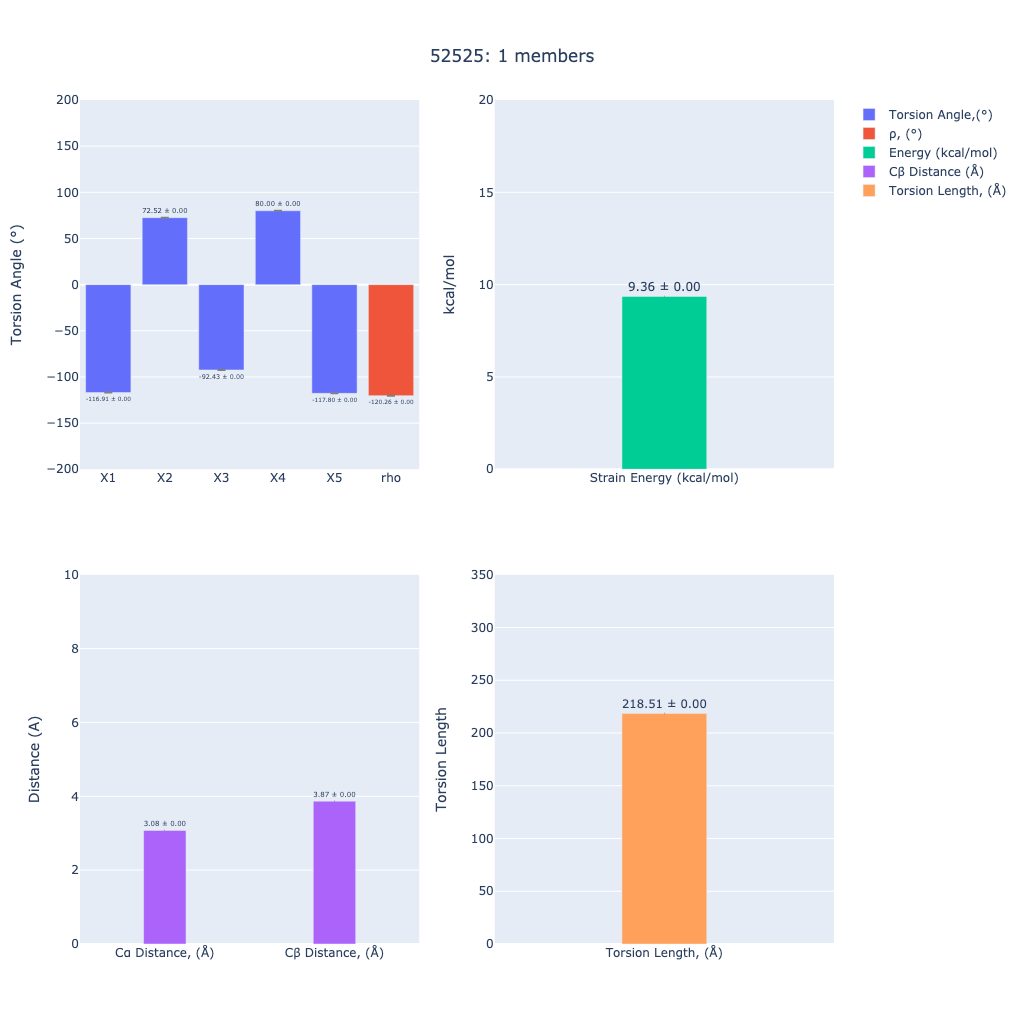 52525: 1 members
Torsion Angle (°)
200
150
100
50
0
−50
−100
−150
−200
-116.91 ± 0.00
72.52 ± 0.00
-92.43 ± 0.00
80.00 ± 0.00
-117.80 ± 0.00
-120.26 ± 0.00
X1 X2 X3 X4 X5 rho
kcal/mol
20
15
10
5
0
9.36 ± 0.00
Strain Energy (kcal/mol)
Torsion Angle,(°)
ρ, (°)
Energy (kcal/mol)
Cβ Distance (Å)
Torsion Length, (Å)
Distance (A)
10
8
6
4
2
0
3.08 ± 0.00
3.87 ± 0.00
Cα Distance, (Å) Cβ Distance, (Å)
Torsion Length
350
300
250
200
150
100
50
0
218.51 ± 0.00
Torsion Length, (Å)